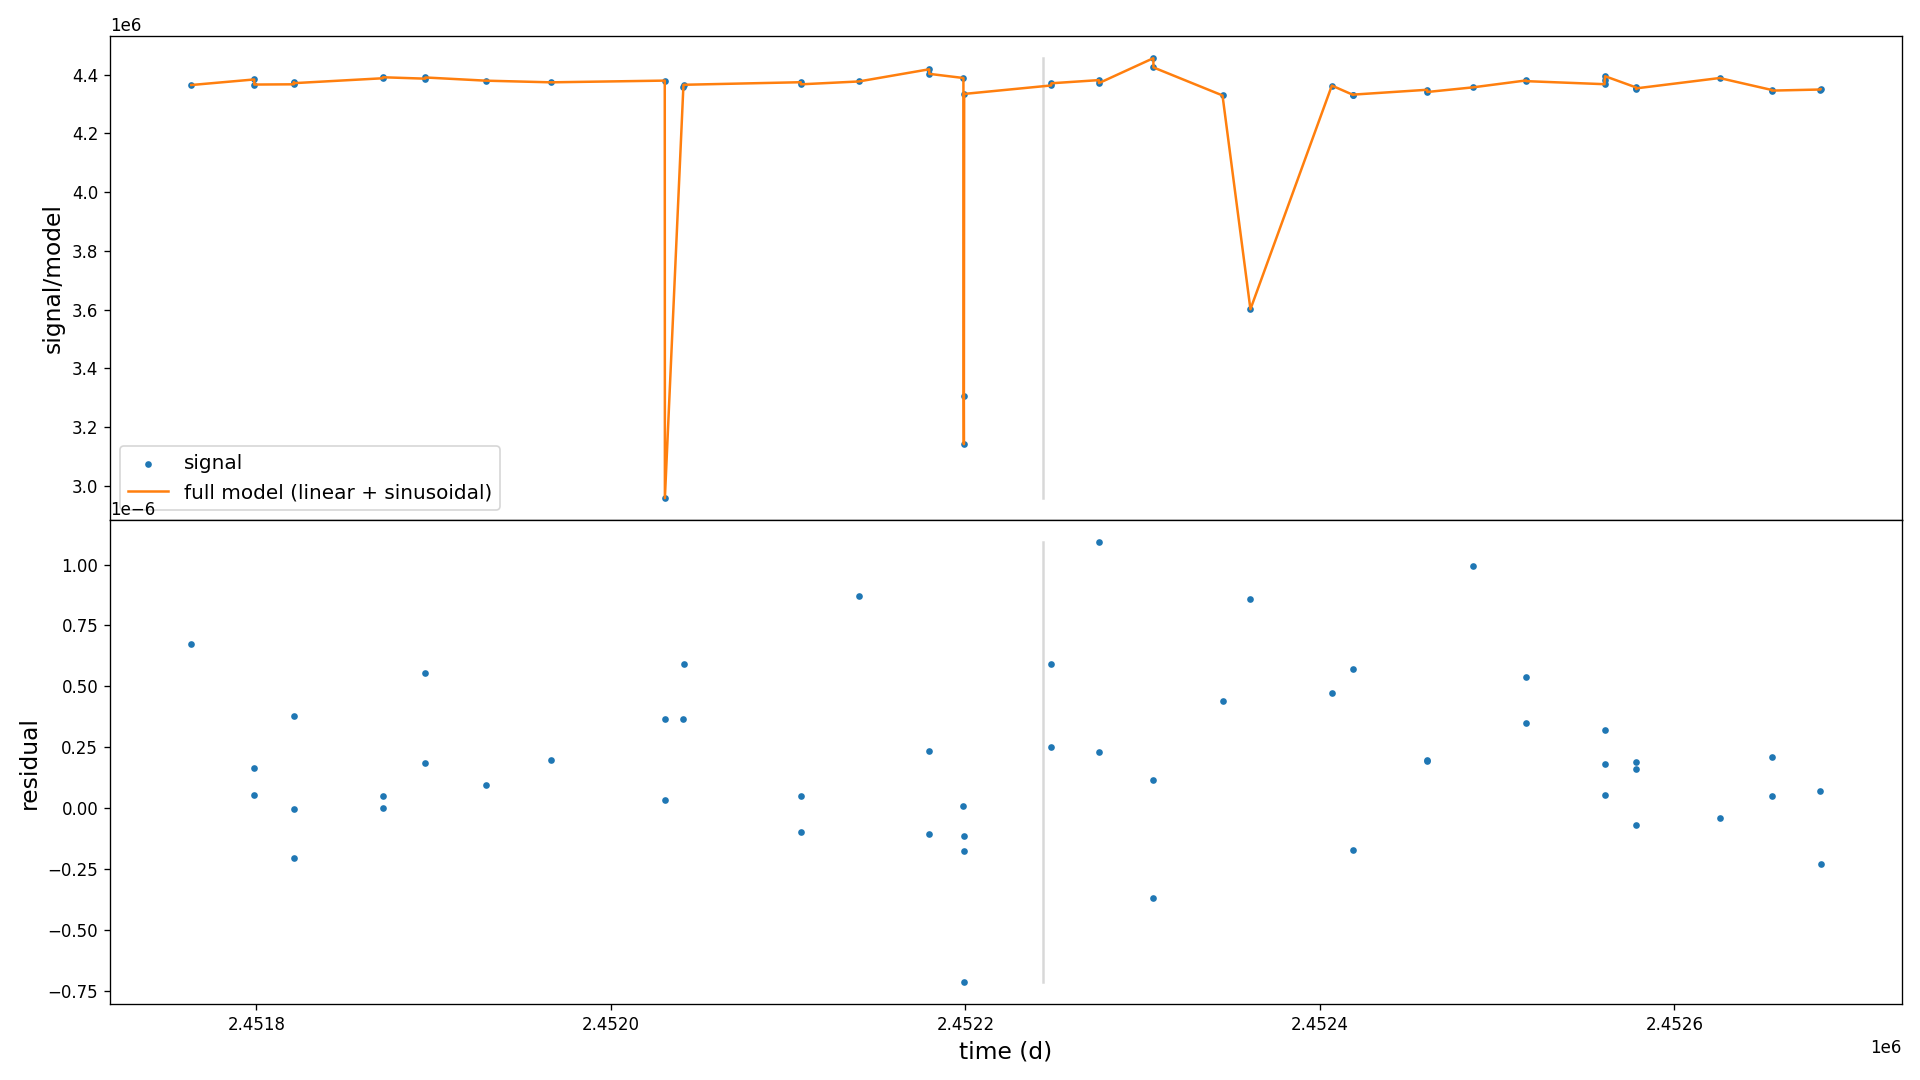 1e6
4.4
4.2
4.0
3.8
3.6
3.4
3.2
3.0
signal/model
signal
full model (linear + sinusoidal)
1e−6
1.00
0.75
0.50
0.25
0.00
−0.25
−0.50
−0.75
residual
2.4518
2.4520
2.4522
2.4524
2.4526
time (d)
1e6